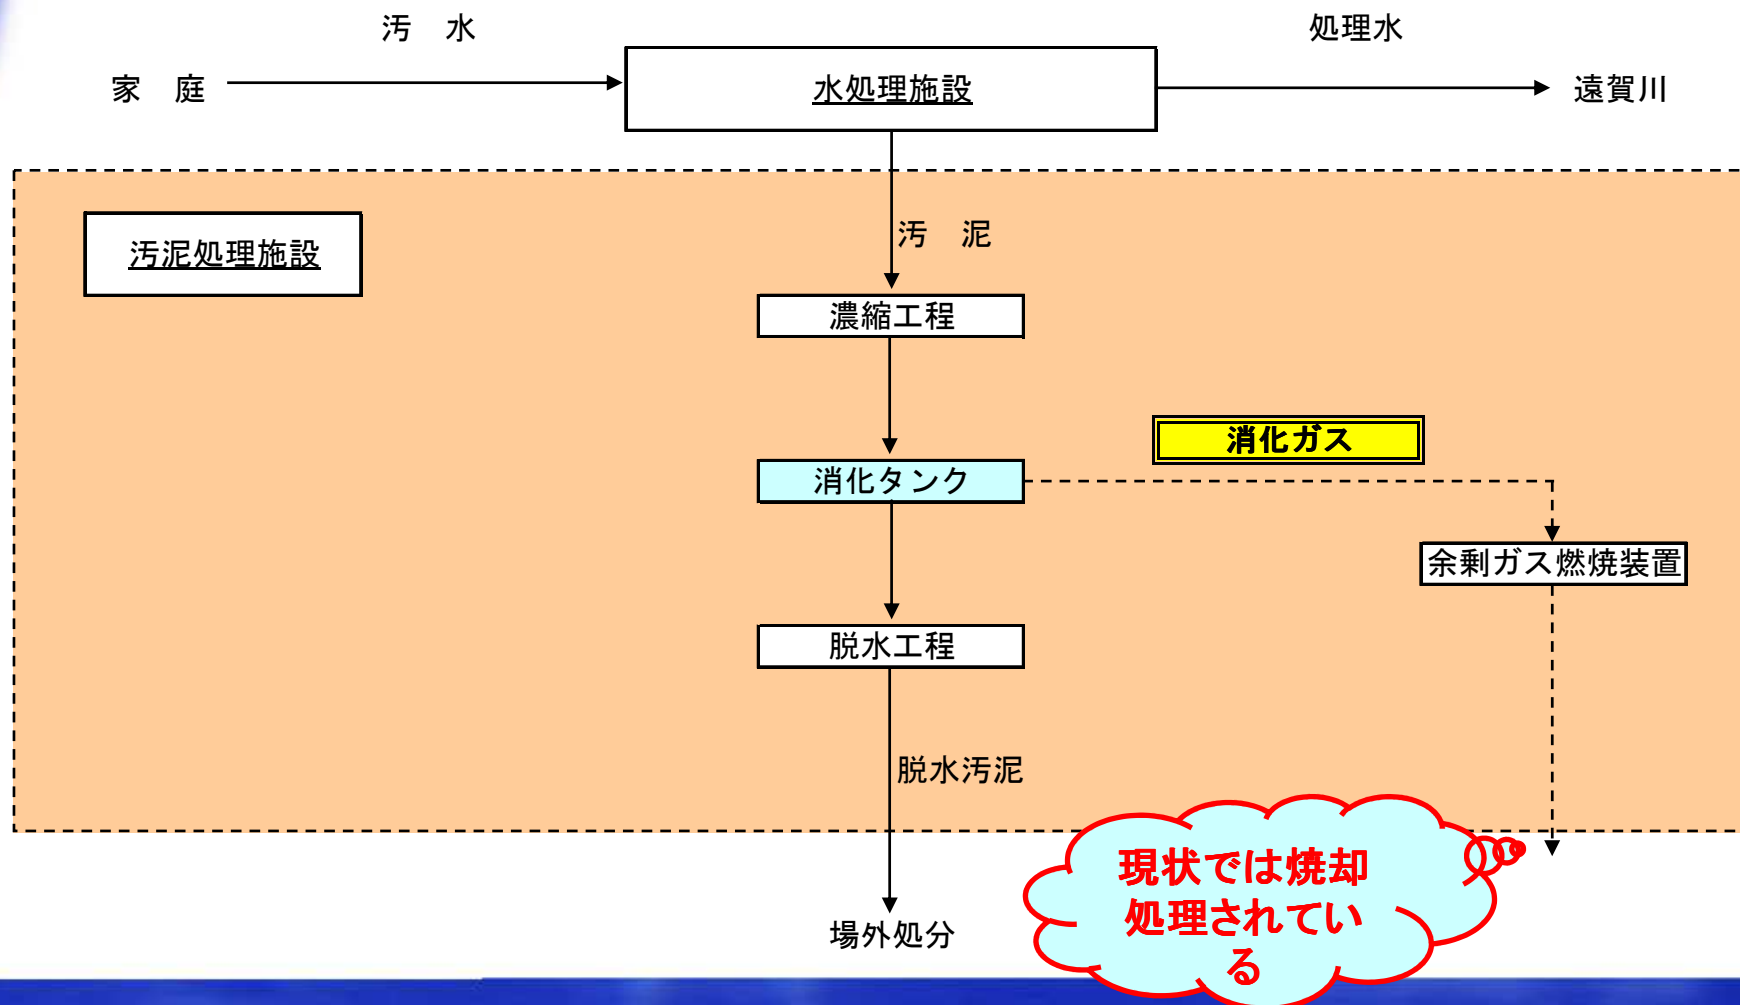 汚　水
処理水
家　庭
水処理施設
遠賀川
汚泥処理施設
汚　泥
濃縮工程
消化ガス
消化タンク
余剰ガス燃焼装置
脱水工程
脱水汚泥
現状では焼却
処理されてい
る
場外処分